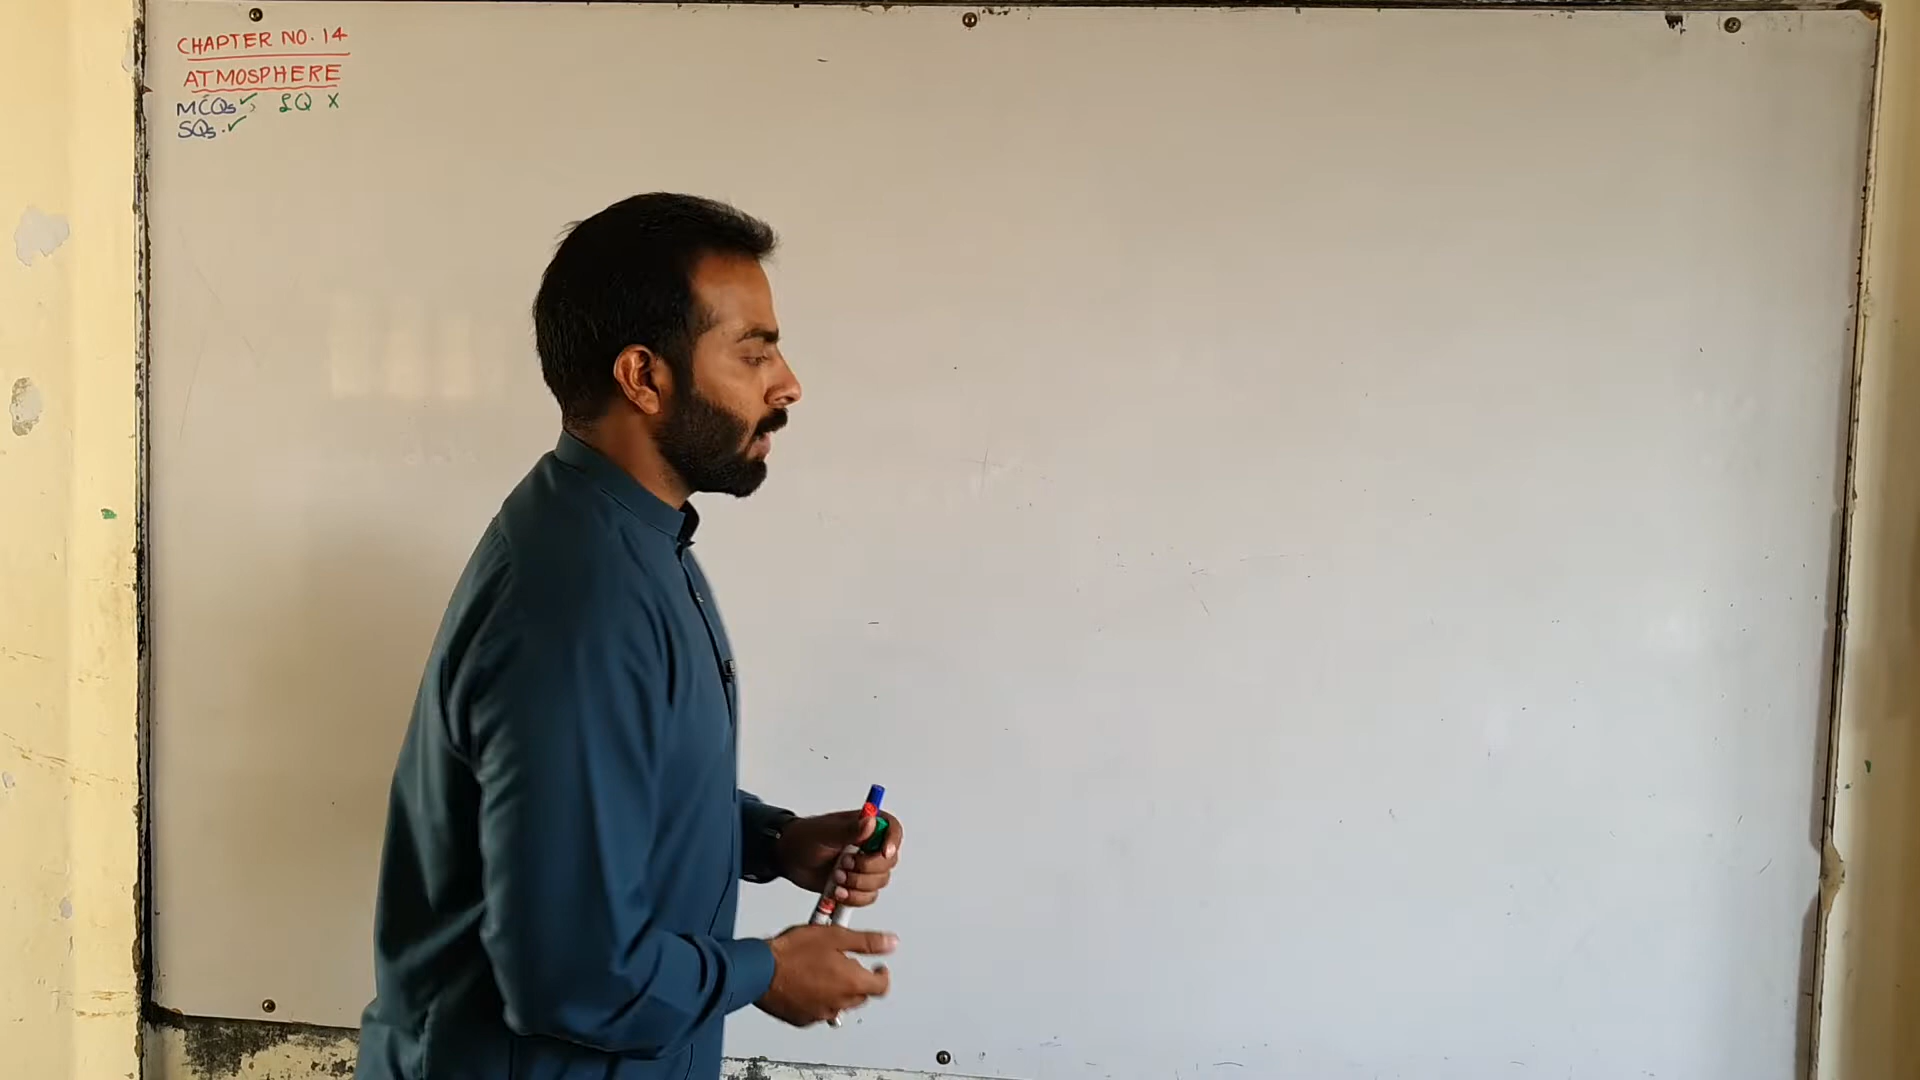 CHAPTER NO. 14
ATMOSPHERE
MCQs ✓ LQ X
SQs. ✓